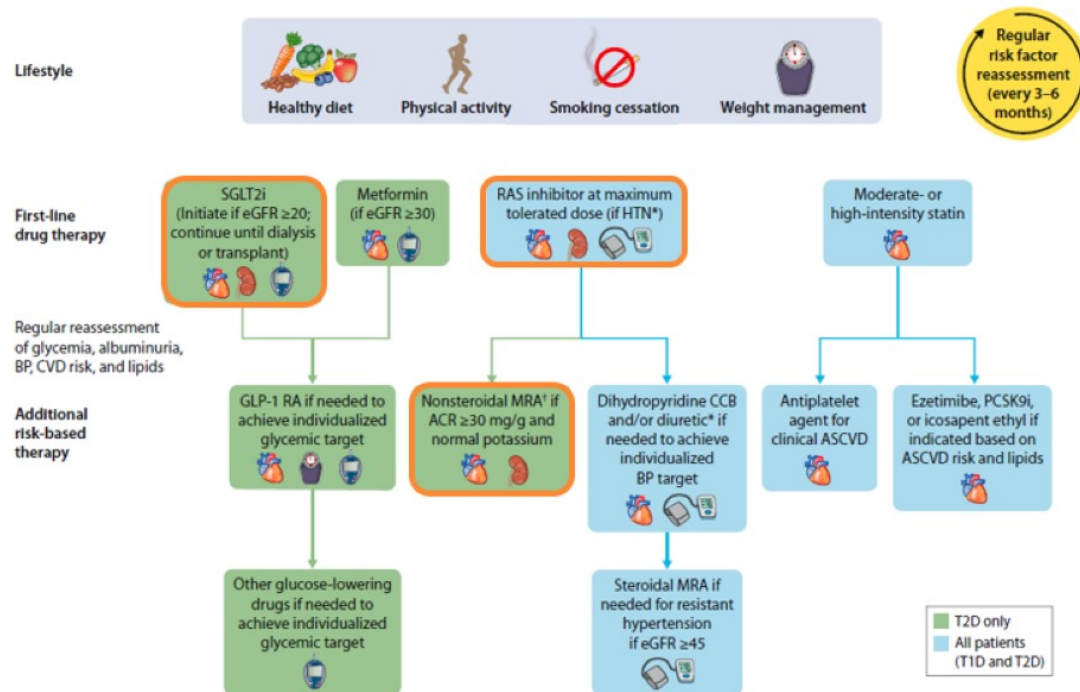 Lifestyle
Healthy diet
Physical activity
Smoking cessation
Weight management
Regular
risk factor
reassessment
(every 3–6
months)
First-line
drug therapy
SGLT2i
(Initiate if eGFR ≥20;
continue until dialysis
or transplant)
Metformin
(if eGFR ≥30)
RAS inhibitor at maximum
tolerated dose (if HTN*)
Moderate- or
high-intensity statin
Regular reassessment
of glycemia, albuminuria,
BP, CVD risk, and lipids
Additional
risk-based
therapy
GLP-1 RA if needed to
achieve individualized
glycemic target
Nonsteroidal MRA† if
ACR ≥30 mg/g and
normal potassium
Dihydropyridine CCB
and/or diuretic* if
needed to achieve
individualized
BP target
Antiplatelet
agent for
clinical ASCVD
Ezetimibe, PCSK9i,
or icosapent ethyl if
indicated based on
ASCVD risk and lipids
Other glucose-lowering
drugs if needed to
achieve individualized
glycemic target
Steroidal MRA if
needed for resistant
hypertension
if eGFR ≥45
T2D only
All patients
(T1D and T2D)